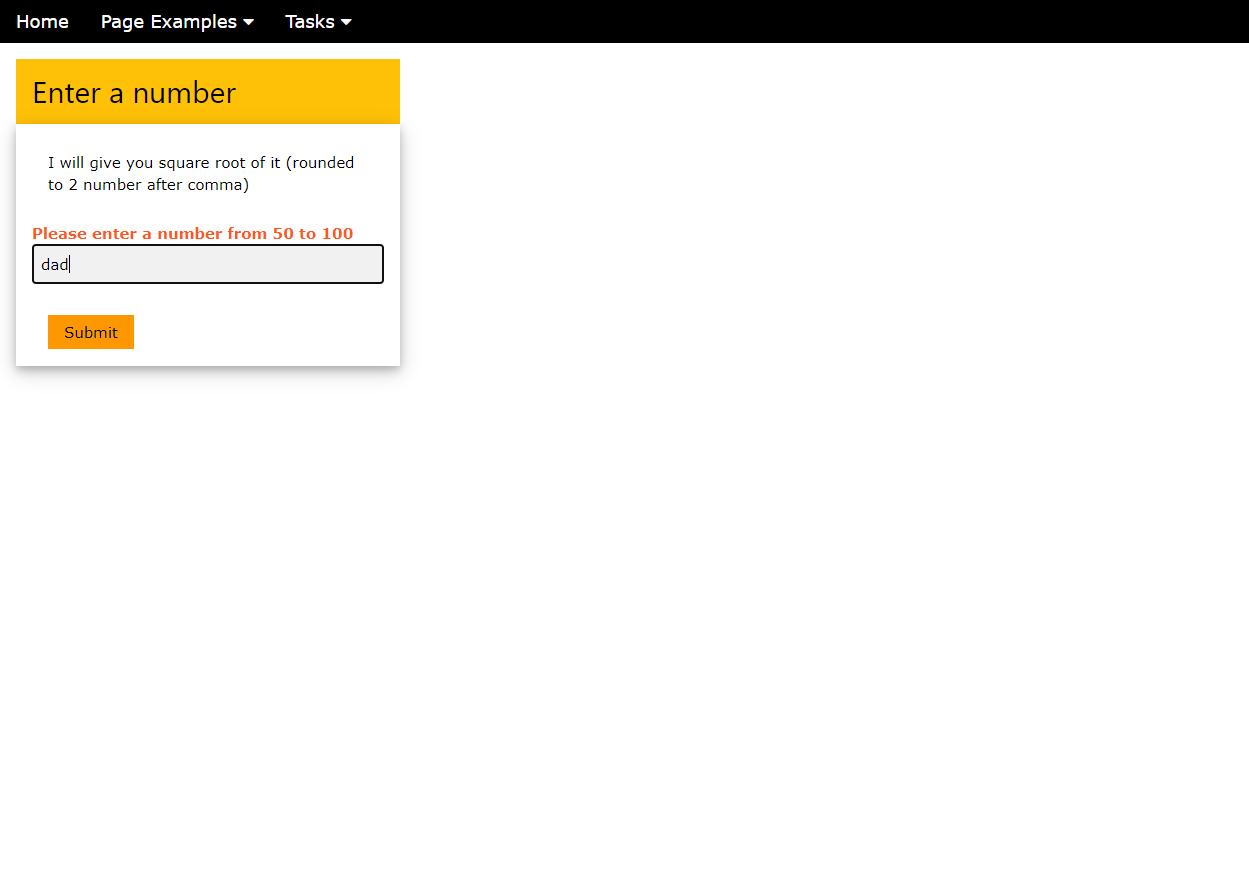 Home Page Examples Tasks
Enter a number
I will give you square root of it (rounded
to 2 number after comma)
Please enter a number from 50 to 100
dad
Submit